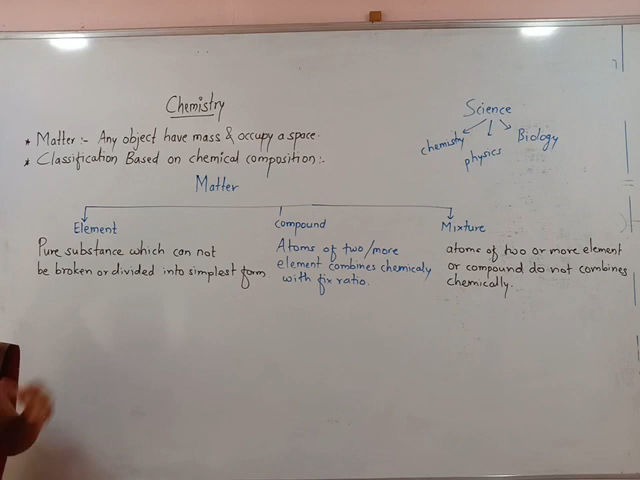 Chemistry
* Matter :- Any object have mass & occupy a space.
* Classification Based on chemical composition:-
Science
chemistry
physics
Biology
Matter
Element
Pure substance which can not
be broken or divided into simplest form
compound
Atoms of two/more
element combines chemicaly
with fix ratio.
Mixture
atoms of two or more element
or compound do not combines
chemically.